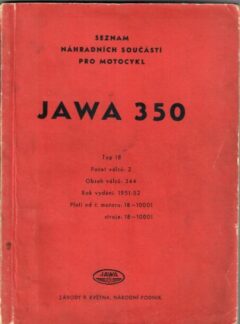 SEZNAM
NÁHRADNÍCH SOUČÁSTÍ
PRO MOTOCYKL
JAWA 350
Typ 18
Počet válců: 2
Obsah válců: 344
Rok vydání: 1951/52
Platí od č. motoru: 18-10001
stroje: 18-10001
JAWA
ZÁVODY 9. KVĚTNA, NÁRODNÍ PODNIK